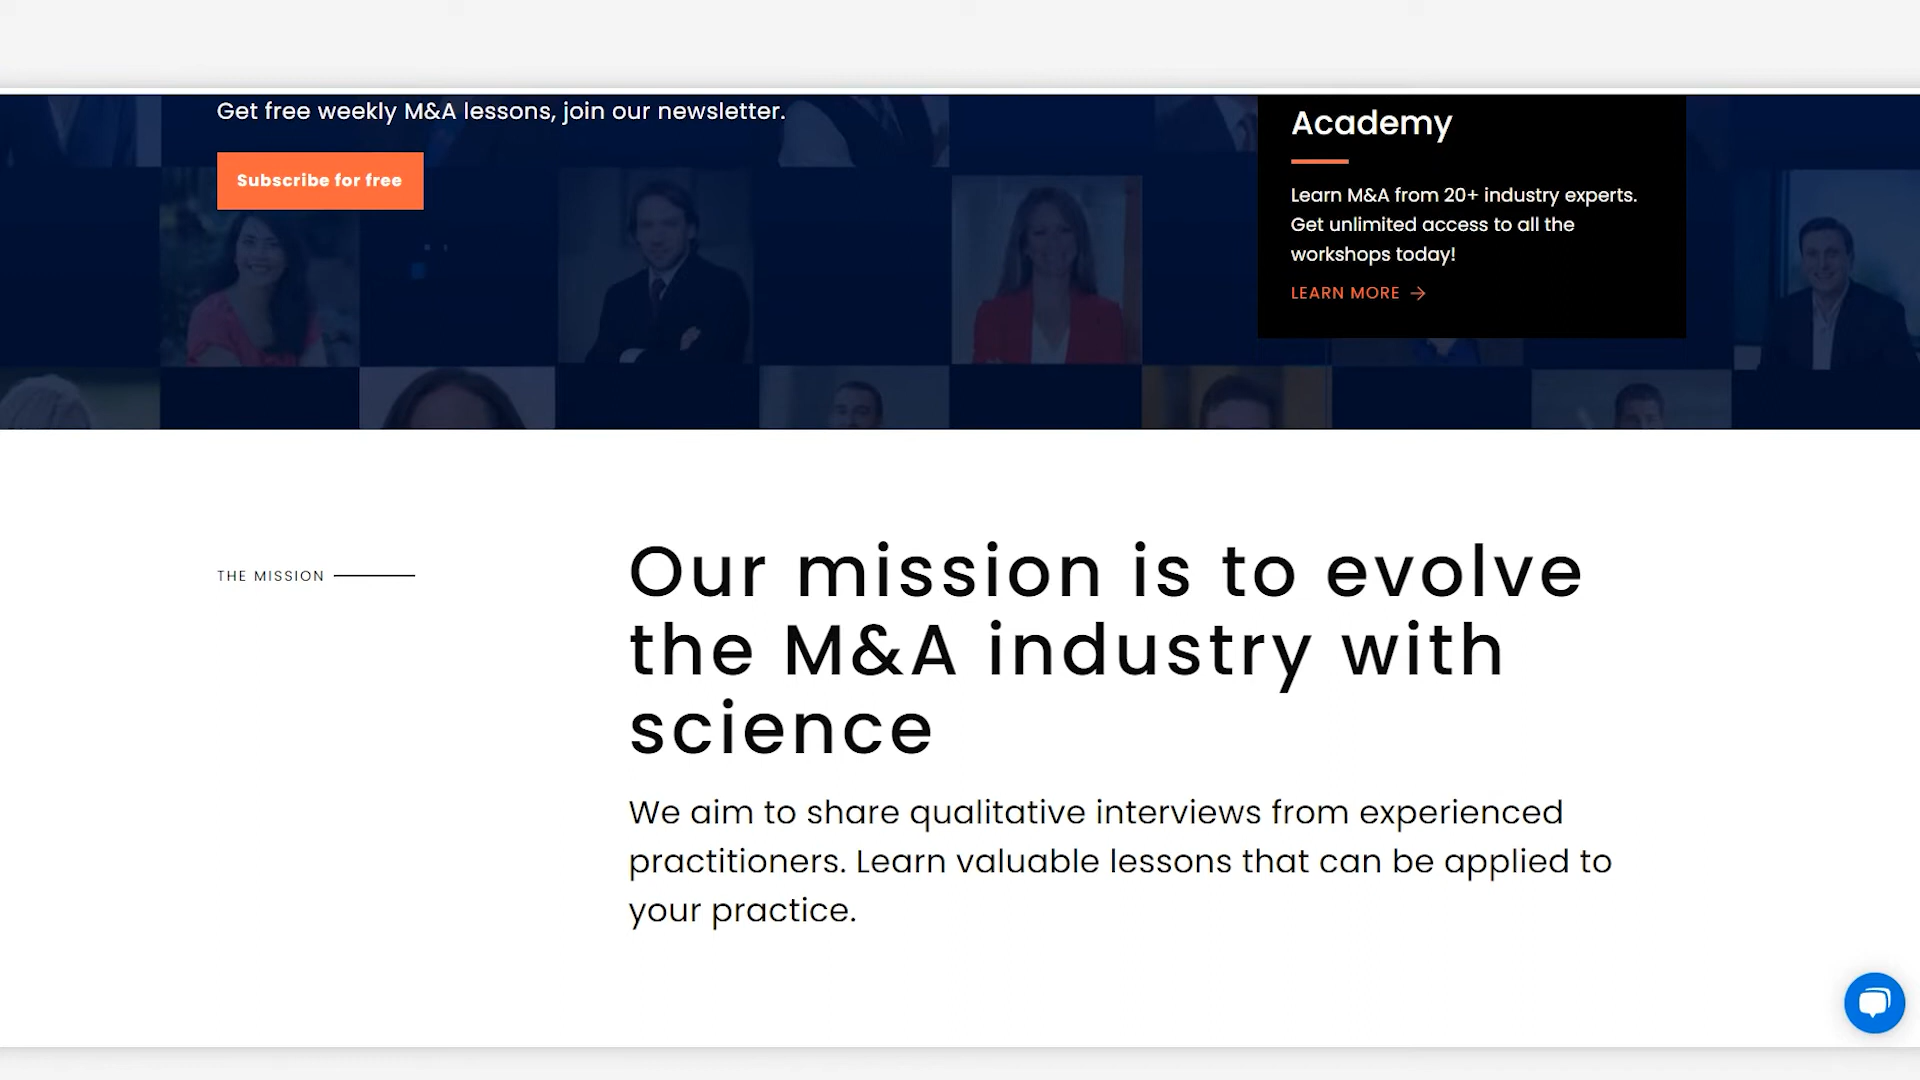 Get free weekly M&A lessons, join our newsletter.
Subscribe for free
Academy
Learn M&A from 20+ industry experts.
Get unlimited access to all the
workshops today!
LEARN MORE →
THE MISSION
Our mission is to evolve
the M&A industry with
science
We aim to share qualitative interviews from experienced
practitioners. Learn valuable lessons that can be applied to
your practice.